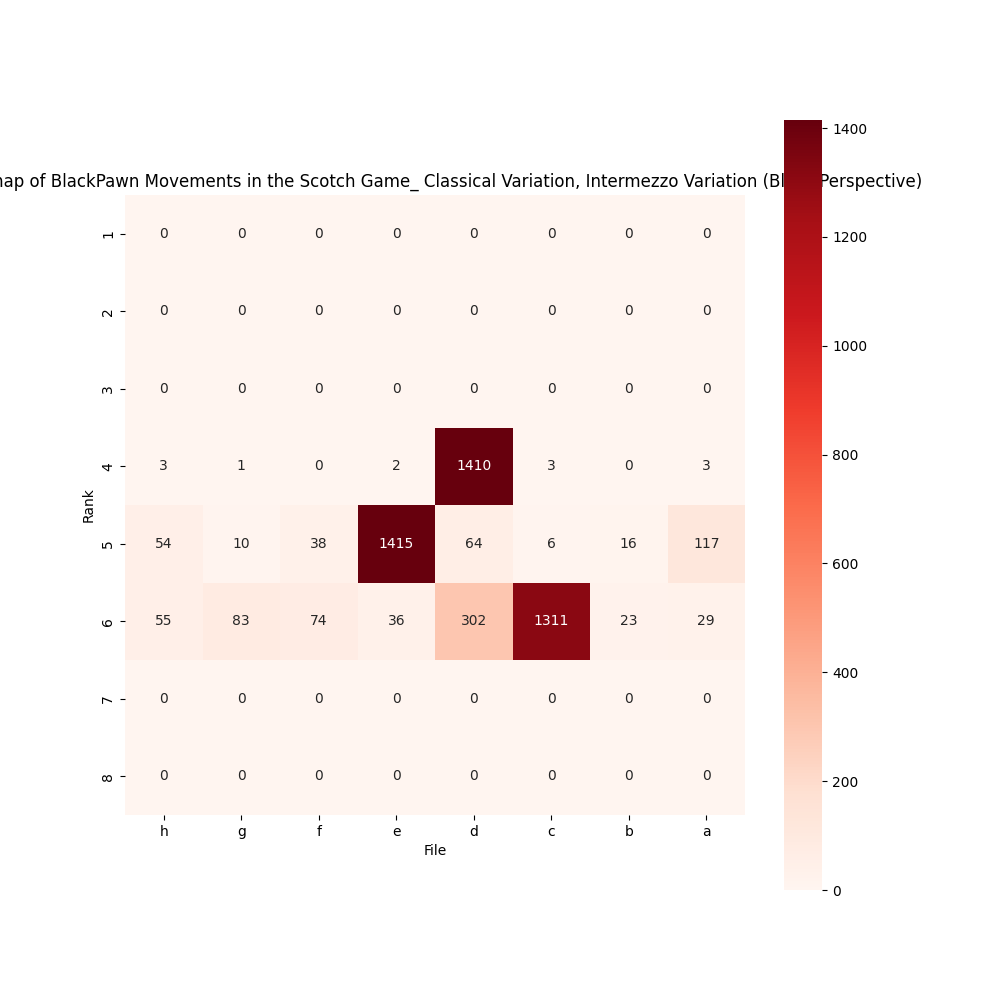 of BlackPawn Movements in the Scotch Game_ Classical Variation, Intermezzo Variation Perspective)
1400
1200
1000
800
600
400
200
0
1 0 0 0 0 0 0 0 0
2 0 0 0 0 0 0 0 0
3 0 0 0 0 0 0 0 0
4 3 1 0 2 1410 3 0 3
Rank
5 54 10 38 1415 64 6 16 117
6 55 83 74 36 302 1311 23 29
7 0 0 0 0 0 0 0 0
8 0 0 0 0 0 0 0 0
h g f e d c b a
File